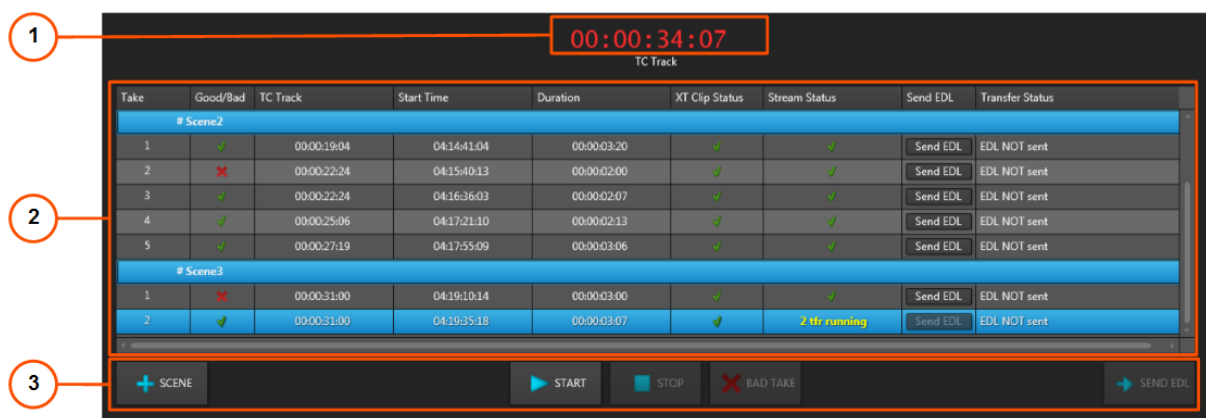 1
00:00:34:07
TC Track
Take Good/Bad TC Track Start Time Duration XT Clip Status Stream Status Send EDL Transfer Status
# Scene2
1 00:00:19:04 04:14:41:04 00:00:03:20 Send EDL EDL NOT sent
2 00:00:22:24 04:15:40:13 00:00:02:00 Send EDL EDL NOT sent
3 00:00:22:24 04:16:36:03 00:00:02:07 Send EDL EDL NOT sent
2
4 00:00:25:06 04:17:21:10 00:00:02:13 Send EDL EDL NOT sent
5 00:00:27:19 04:17:55:09 00:00:03:06 Send EDL EDL NOT sent
# Scene3
1 00:00:31:00 04:19:10:14 00:00:03:00 Send EDL EDL NOT sent
2 00:00:31:00 04:19:35:18 00:00:03:07 2 tfr running Send EDL EDL NOT sent
3
SCENE START STOP BAD TAKE SEND EDL